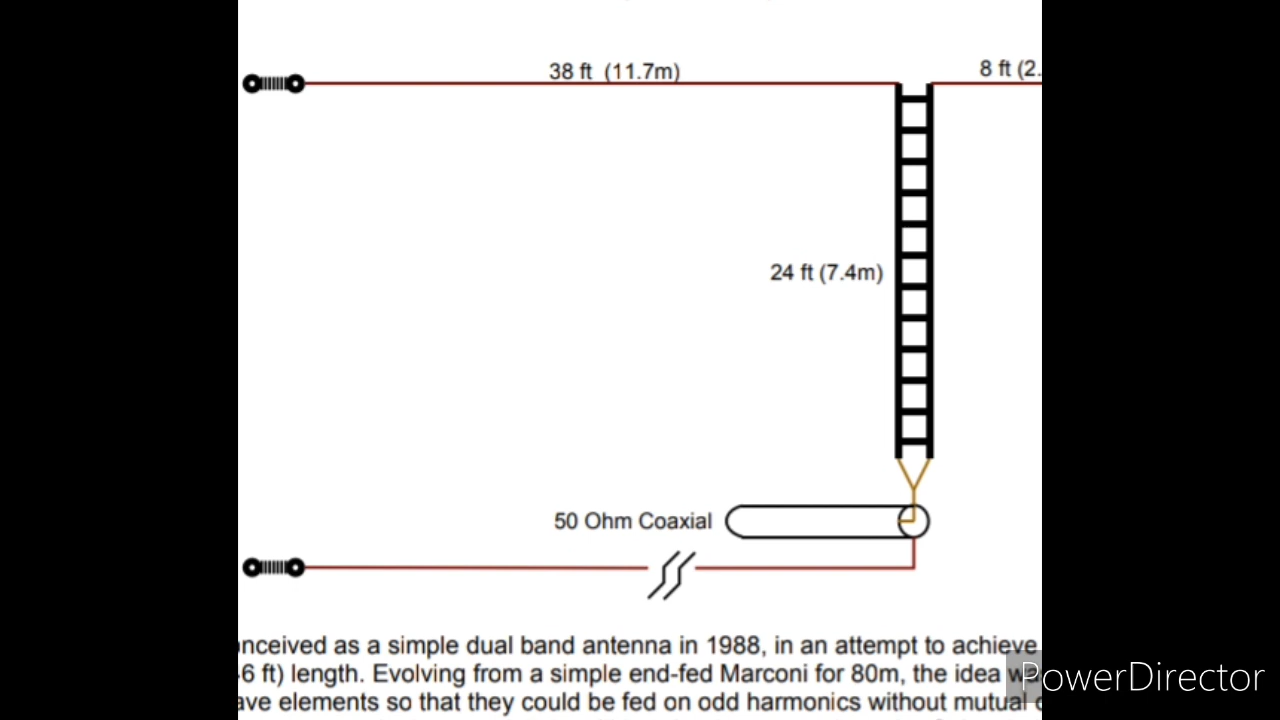 38 ft (11.7m)
8 ft (2.
24 ft (7.4m)
50 Ohm Coaxial
nceived as a simple dual band antenna in 1988, in an attempt to achieve
6 ft) length. Evolving from a simple end-fed Marconi for 80m, the idea
ave elements so that they could be fed on odd harmonics without mutual
PowerDirector